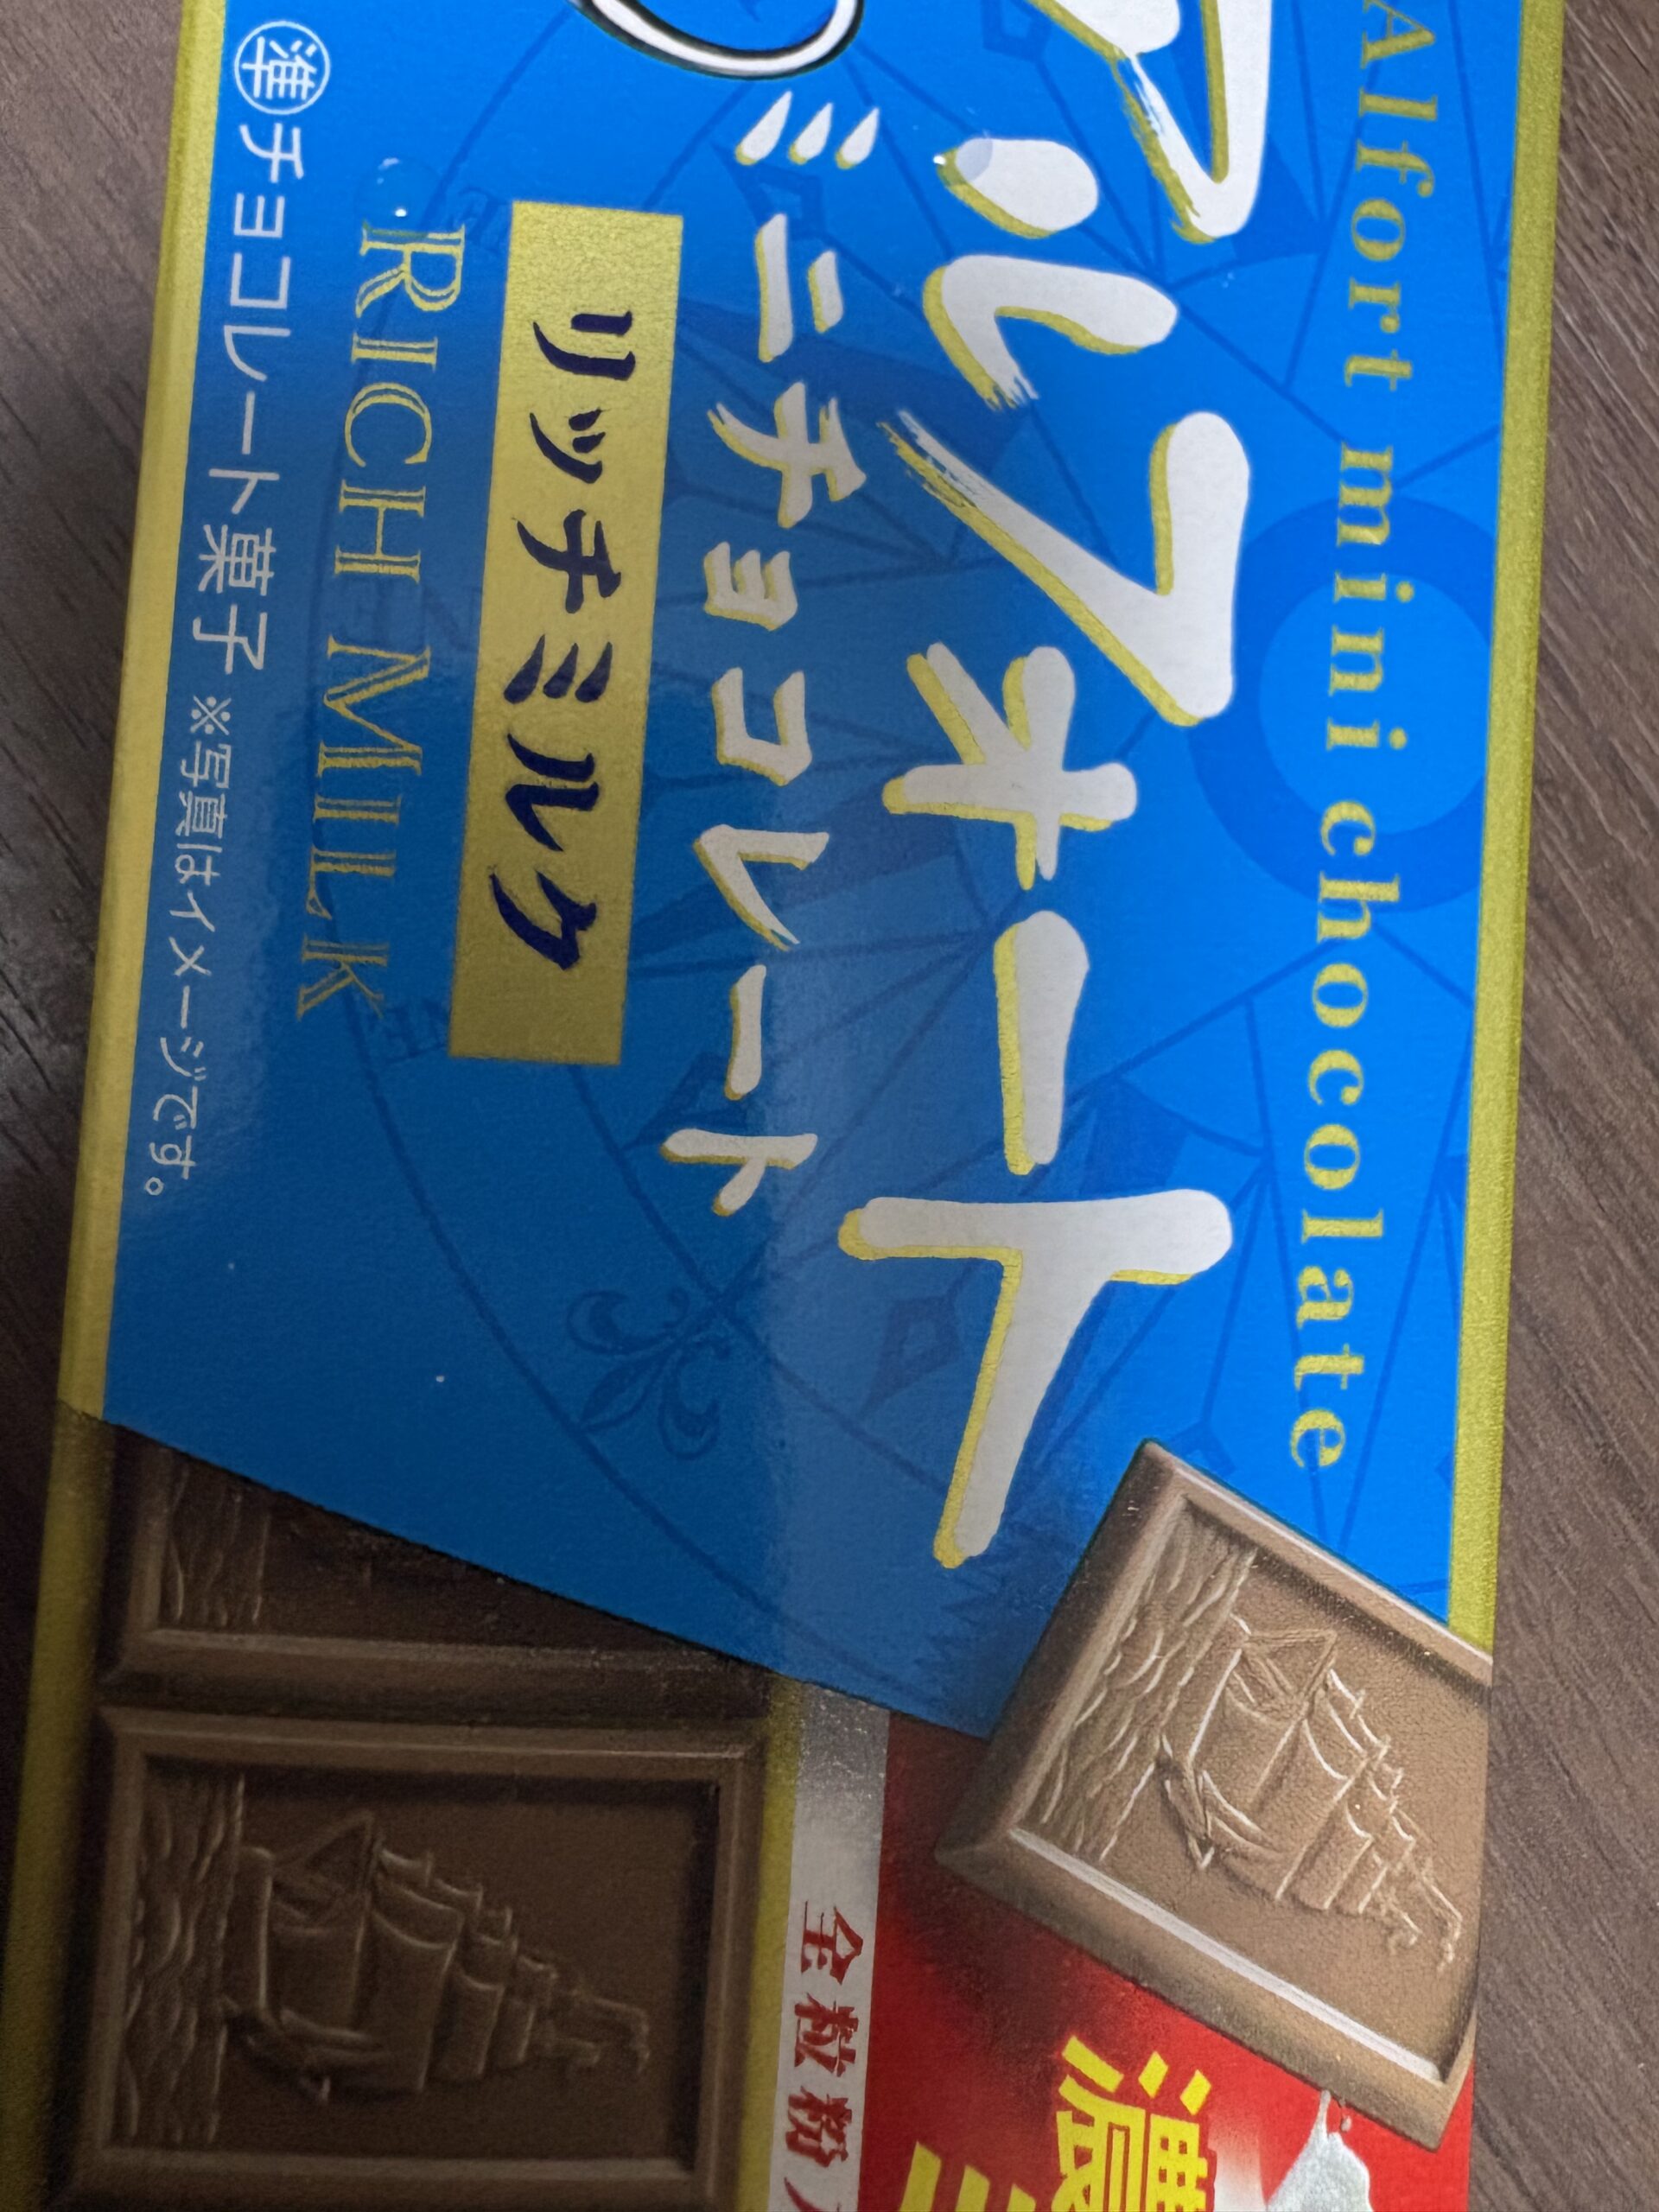 Alfort mini chocolate
アルフォート
ミニチョコレート
リッチミルク
RICH MILK
準チョコレート菓子 ※写真はイメージです。
濃
全粒粉